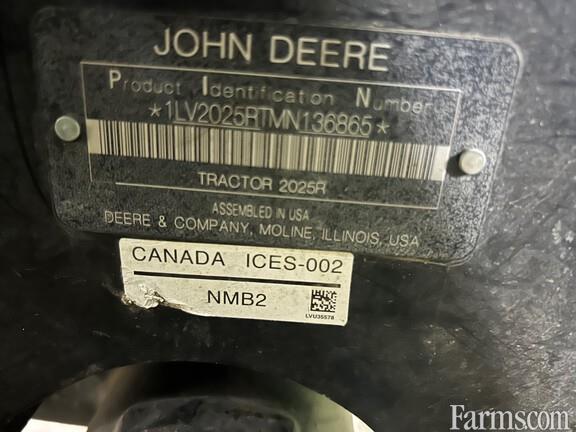 JOHN DEERE
Product Identification Number
*1LV2025RTMN136865*
TRACTOR 2025R
ASSEMBLED IN USA
DEERE & COMPANY, MOLINE, ILLINOIS, USA
CANADA ICES-002
NMB2
LVU35578
Farms.com